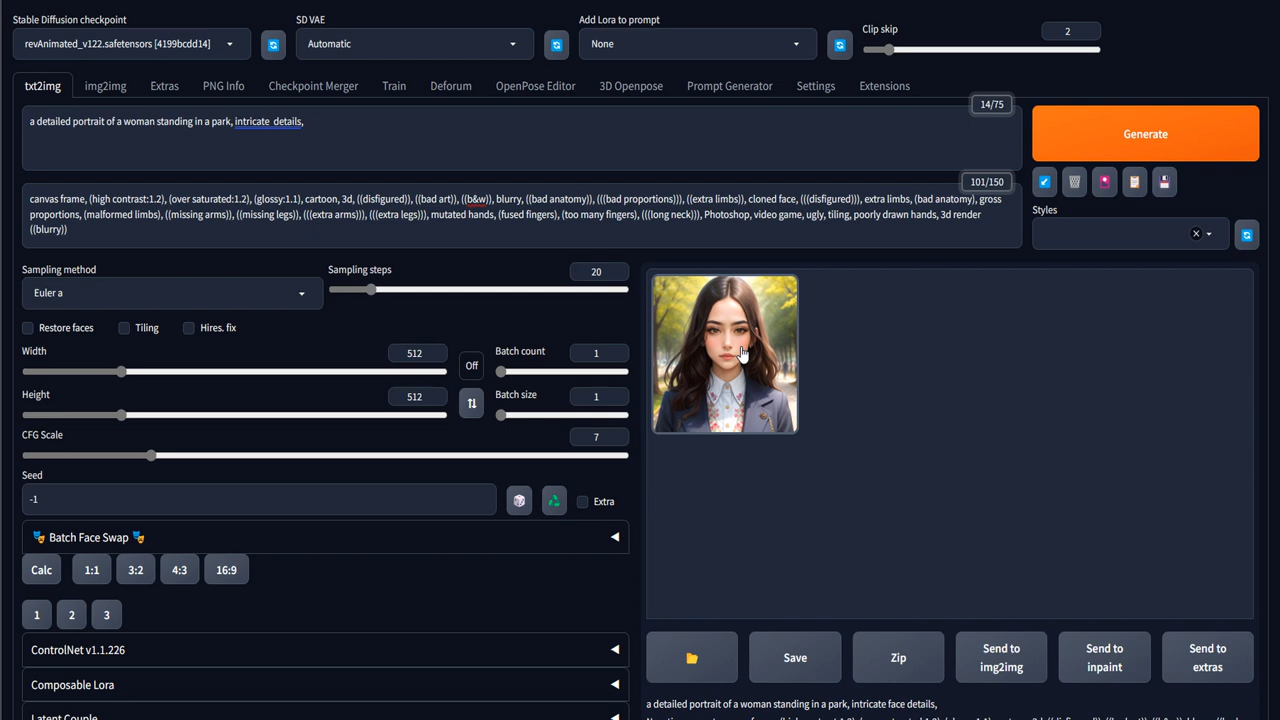 Stable Diffusion checkpoint
SD VAE
Add Lora to prompt
Clip skip
2
revAnimated_v122.safetensors [4199bcdd14]
Automatic
None
txt2img
img2img
Extras
PNG Info
Checkpoint Merger
Train
Deforum
OpenPose Editor
3D Openpose
Prompt Generator
Settings
Extensions
14/75
a detailed portrait of a woman standing in a park, intricate details,
Generate
101/150
canvas frame, (high contrast:1.2), (over saturated:1.2), (glossy:1.1), cartoon, 3d, ((disfigured)), ((bad art)), ((b&w)), blurry, ((bad anatomy)), (((bad proportions))), ((extra limbs)), cloned face, (((disfigured))), extra limbs, (bad anatomy), gross
proportions, (malformed limbs), ((missing arms)), ((missing legs)), (((extra arms))), (((extra legs))), mutated hands, (fused fingers), (too many fingers), (((long neck))), Photoshop, video game, ugly, tiling, poorly drawn hands, 3d render
((blurry))
Styles
Sampling method
Sampling steps
20
Euler a
Restore faces
Tiling
Hires. fix
Width
512
Off
Batch count
1
Height
512
Batch size
1
CFG Scale
7
Seed
-1
Extra
Batch Face Swap
Calc
1:1
3:2
4:3
16:9
1
2
3
ControlNet v1.1.226
Composable Lora
Latent Couple
Save
Zip
Send to
img2img
Send to
inpaint
Send to
extras
a detailed portrait of a woman standing in a park, intricate face details,